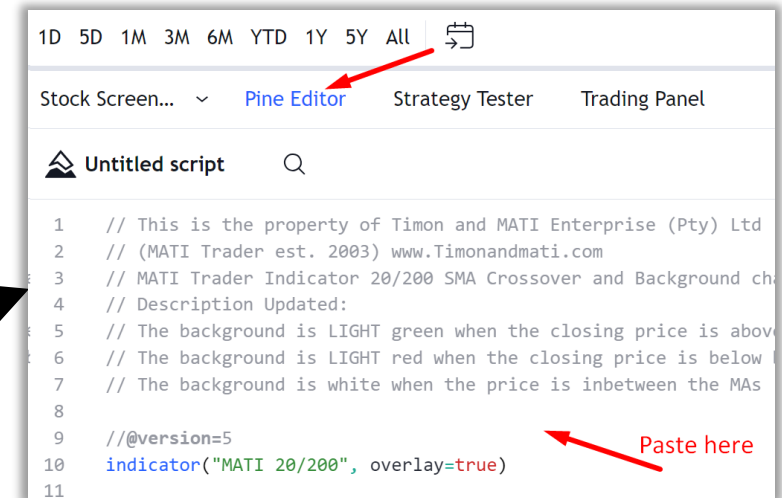 1D 5D 1M 3M 6M YTD 1Y 5Y All
Stock Screen... Pine Editor Strategy Tester Trading Panel
Untitled script
1 // This is the property of Timon and MATI Enterprise (Pty) Ltd
2 // (MATI Trader est. 2003) www.Timonandmati.com
3 // MATI Trader Indicator 20/200 SMA Crossover and Background
4 // Description Updated:
5 // The background is LIGHT green when the closing price is
6 // The background is LIGHT red when the closing price is below
7 // The background is white when the price is inbetween the MAs
8
9 //@version=5
Paste here
10 indicator("MATI 20/200", overlay=true)
11